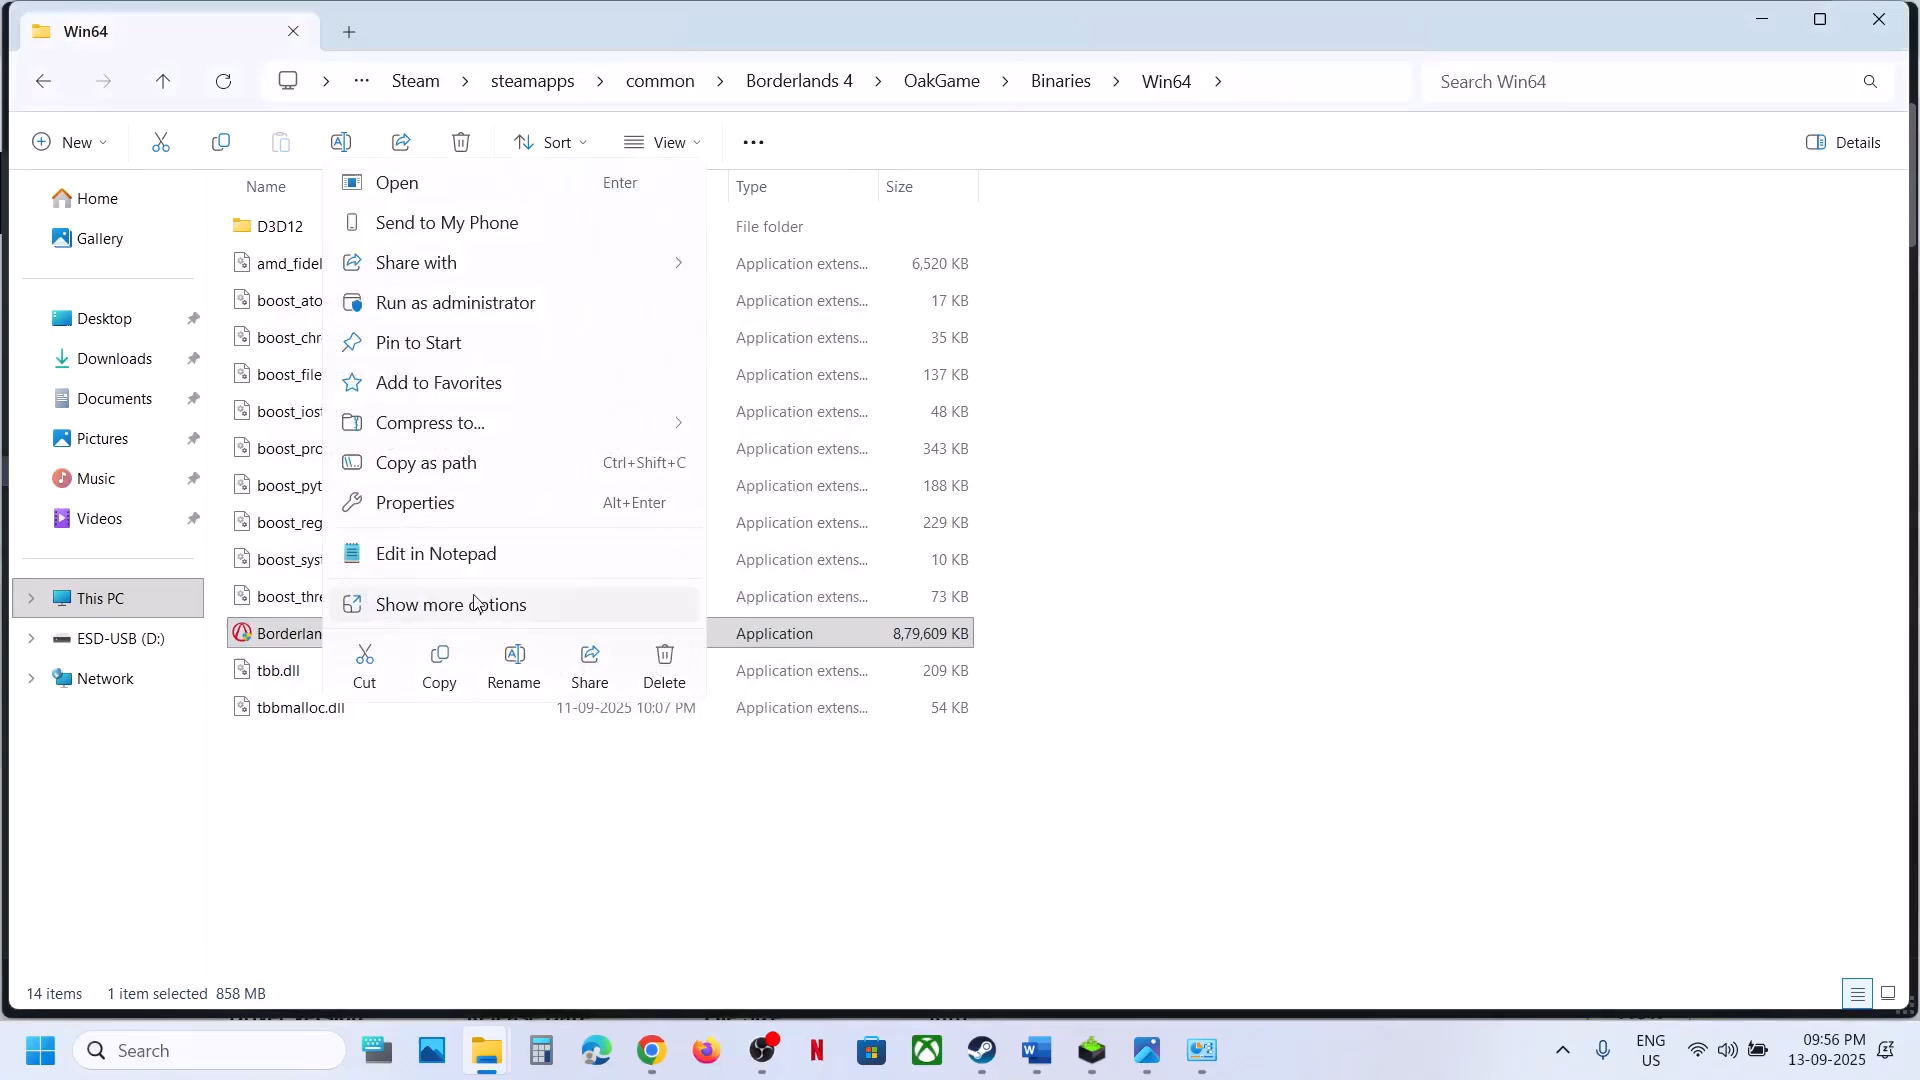 Win64
··· Steam steamapps common Borderlands 4 OakGame Binaries Win64 Search Win64
New Sort View ··· Details
Name Type Size
Home
Gallery
Desktop
Downloads
Documents
Pictures
Music
Videos
This PC
ESD-USB (D:)
Network
D3D12 File folder
amd_fidel Application extens... 6,520 KB
boost_ato Application extens... 17 KB
boost_chr Application extens... 35 KB
boost_file Application extens... 137 KB
boost_iost Application extens... 48 KB
boost_pro Application extens... 343 KB
boost_pyt Application extens... 188 KB
boost_reg Application extens... 229 KB
boost_syst Application extens... 10 KB
boost_thre Application extens... 73 KB
Borderlan Application 8,79,609 KB
tbb.dll Application extens... 209 KB
tbbmalloc.dll 11-09-2025 10:07 PM Application extens... 54 KB
Open Enter
Send to My Phone
Share with
Run as administrator
Pin to Start
Add to Favorites
Compress to...
Copy as path Ctrl+Shift+C
Properties Alt+Enter
Edit in Notepad
Show more options
Cut Copy Rename Share Delete
14 items 1 item selected 858 MB
Search
ENG
US
09:56 PM
13-09-2025